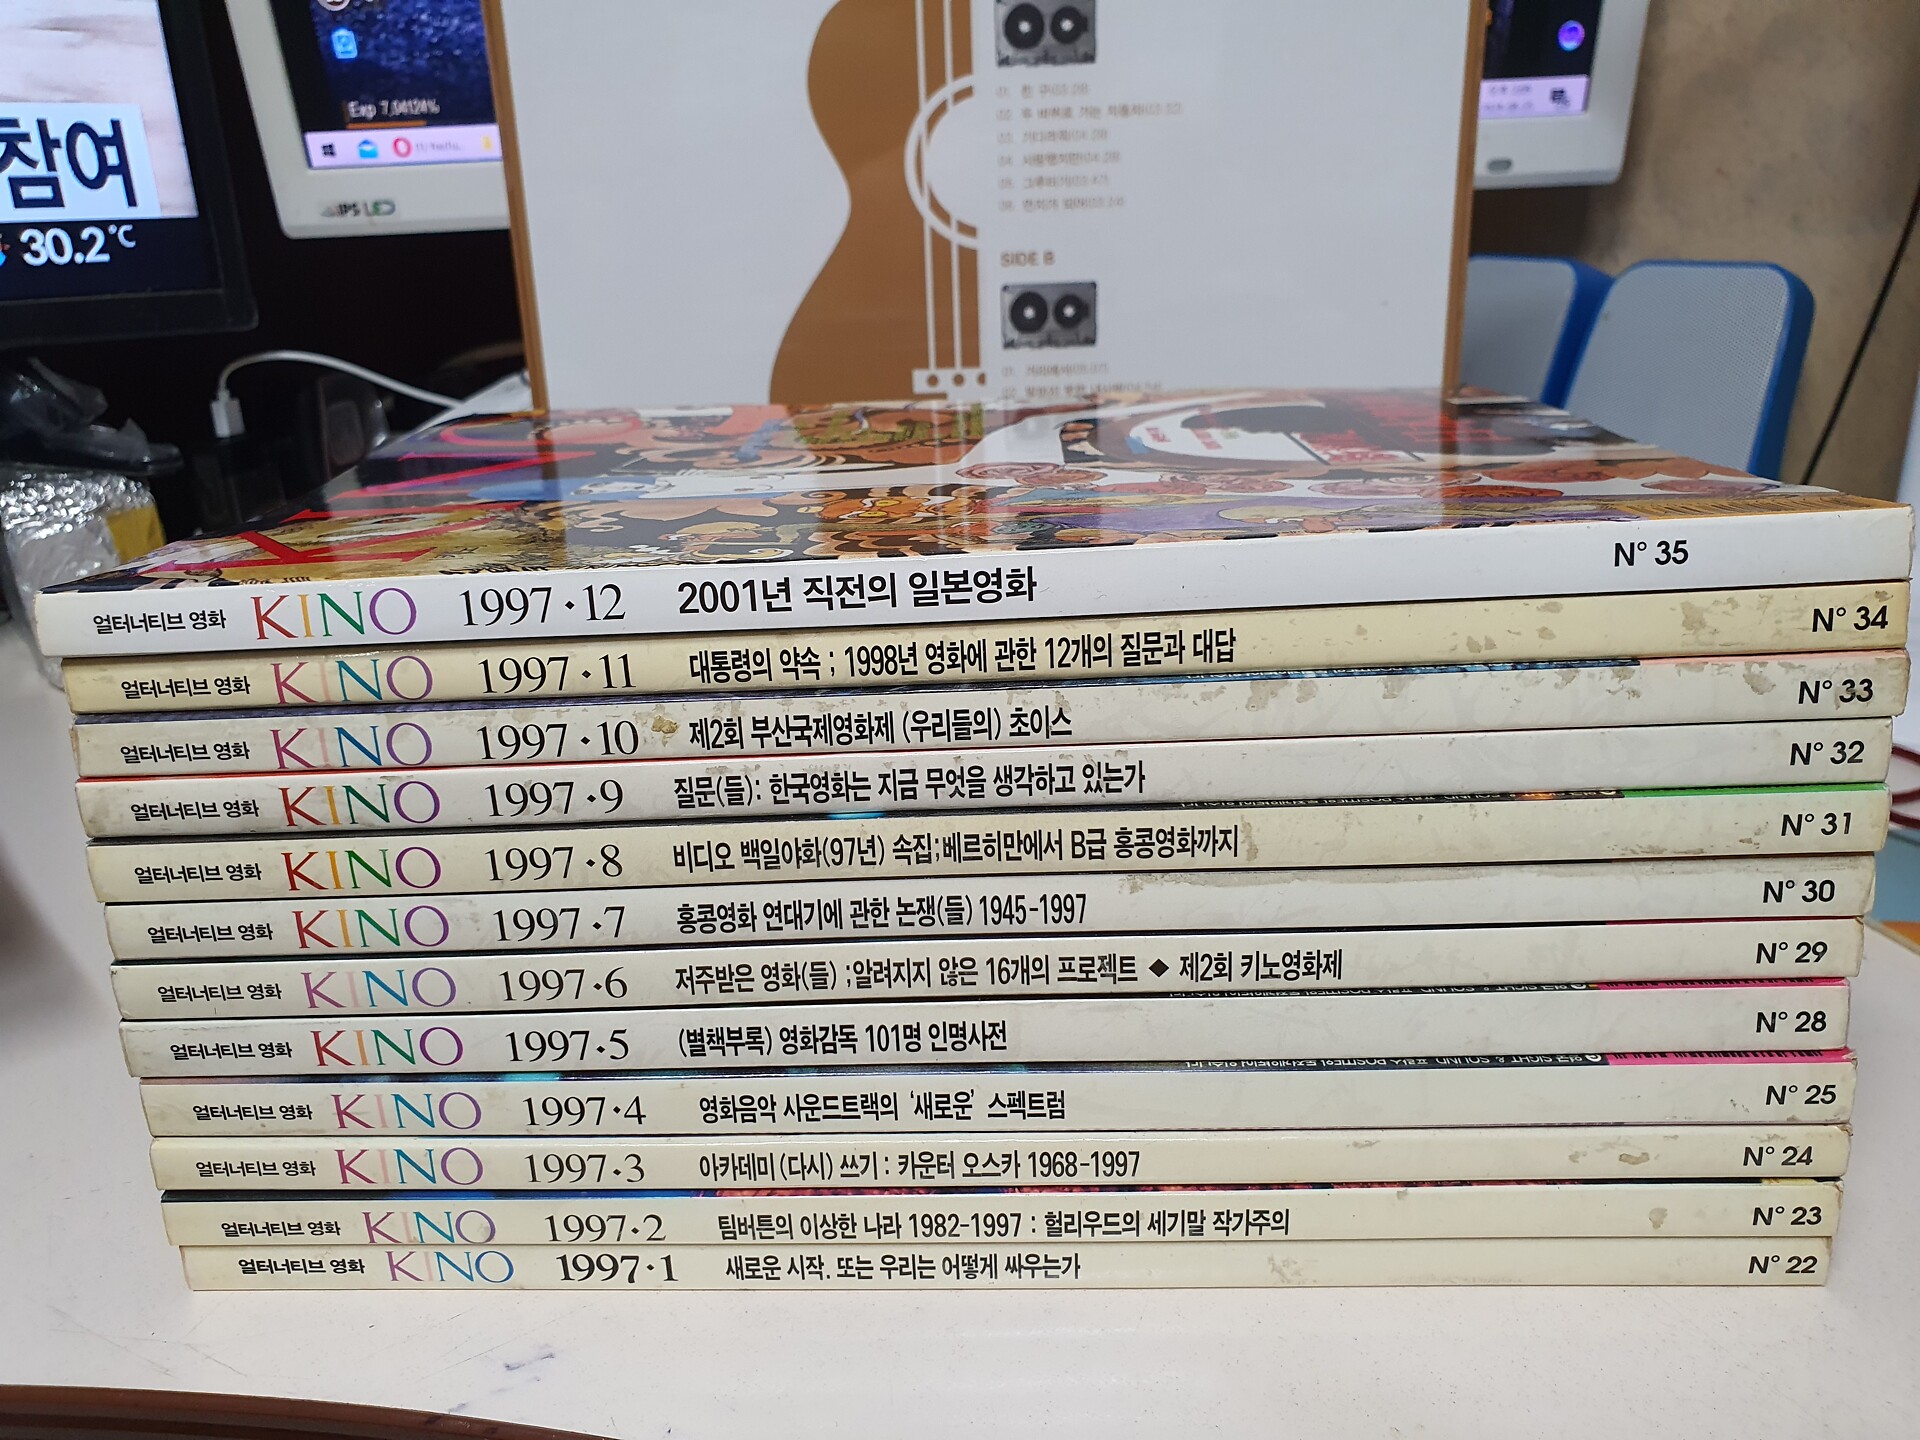 참여
30.2°C
Exp 7.04124%
IPS LED
SIDE B
KINO
얼터너티브 영화 KINO 1997·12 2001년 직전의 일본영화 N° 35
얼터너티브 영화 KINO 1997·11 대통령의 약속 ; 1998년 영화에 관한 12개의 질문과 대답 N° 34
얼터너티브 영화 KINO 1997·10 제2회 부산국제영화제 (우리들의) 초이스 N° 33
얼터너티브 영화 KINO 1997·9 질문(들) : 한국영화는 지금 무엇을 생각하고 있는가 N° 32
얼터너티브 영화 KINO 1997·8 비디오 백일야화(97년) 속집;베르히만에서 B급 홍콩영화까지 N° 31
얼터너티브 영화 KINO 1997·7 홍콩영화 연대기에 관한 논쟁(들) 1945-1997 N° 30
얼터너티브 영화 KINO 1997·6 저주받은 영화(들) ;알려지지 않은 16개의 프로젝트 ◆ 제2회 키노영화제 N° 29
얼터너티브 영화 KINO 1997·5 (별책부록) 영화감독 101명 인명사전 N° 28
얼터너티브 영화 KINO 1997·4 영화음악 사운드트랙의 '새로운' 스펙트럼 N° 25
얼터너티브 영화 KINO 1997·3 아카데미 (다시) 쓰기 : 카운터 오스카 1968-1997 N° 24
얼터너티브 영화 KINO 1997·2 팀버튼의 이상한 나라 1982-1997 : 헐리우드의 세기말 작가주의 N° 23
얼터너티브 영화 KINO 1997·1 새로운 시작. 또는 우리는 어떻게 싸우는가 N° 22